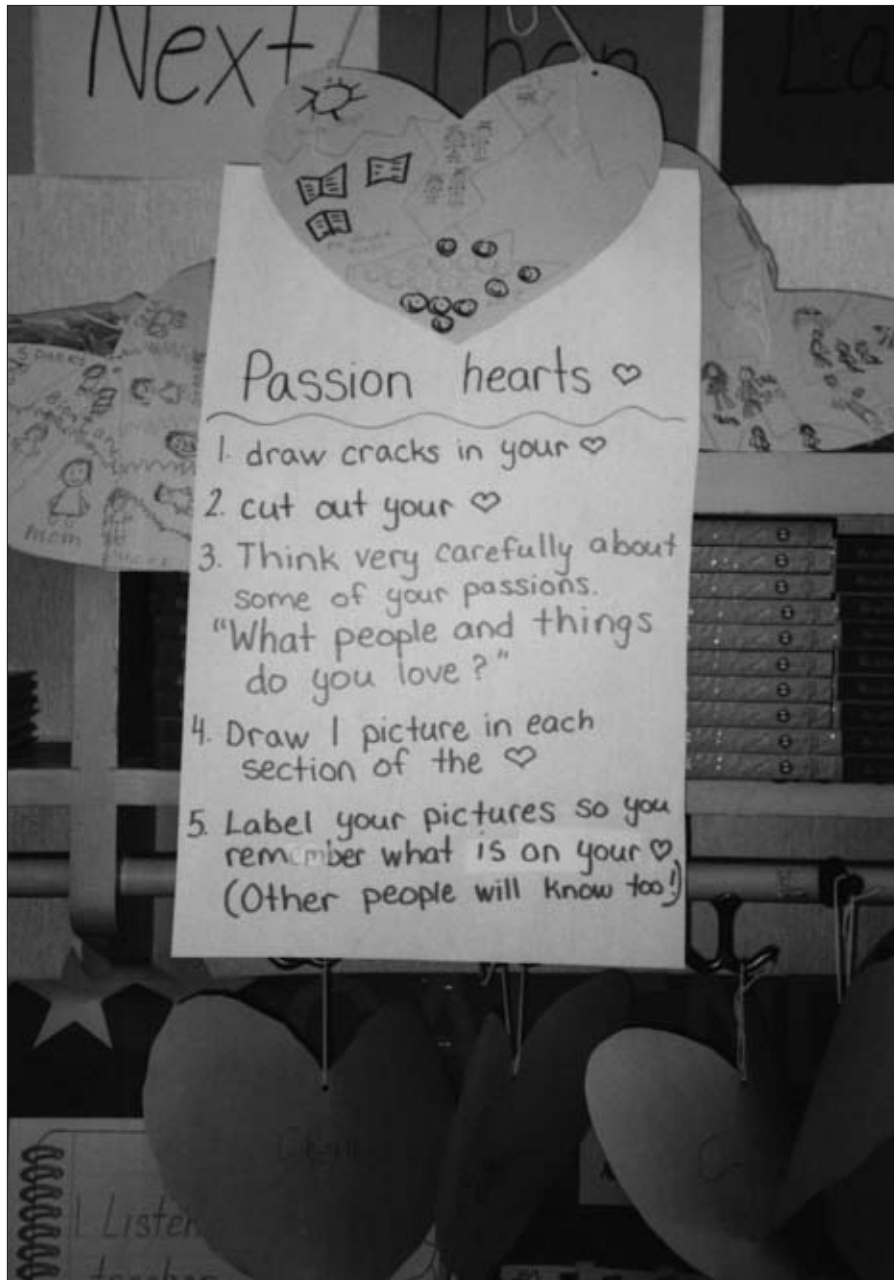 Next Then La
Passion hearts ♡
1. draw cracks in your ♡
2. cut out your ♡
3. Think very carefully about
some of your passions.
"What people and things
do you love?"
4. Draw 1 picture in each
section of the ♡
5. Label your pictures so you
remember what is on your ♡
(Other people will know too!)
mom
Listen